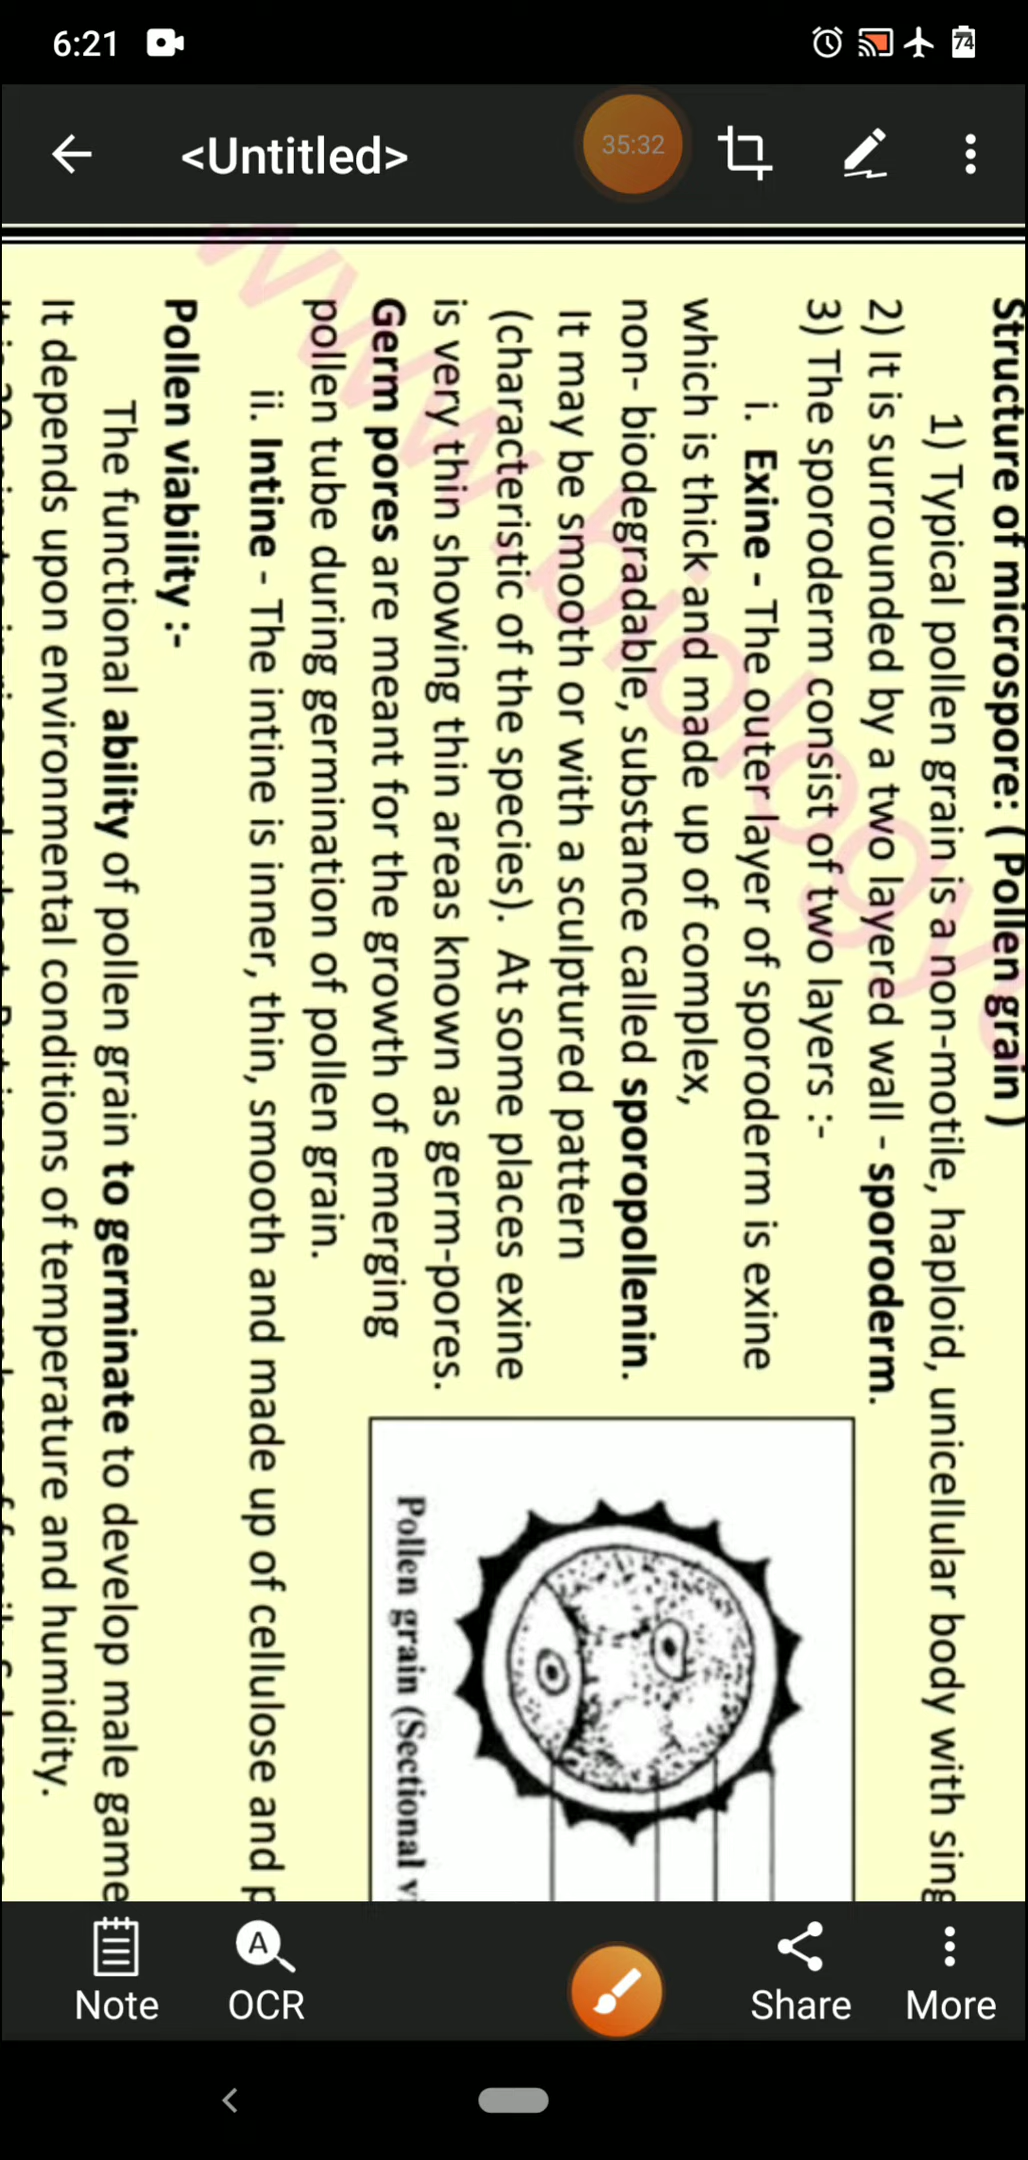 6:21
74
<Untitled>
35:32
Structure of microspore: ( Pollen grain )
1) Typical pollen grain is a non-motile, haploid, unicellular body with sing
2) It is surrounded by a two layered wall - sporoderm.
3) The sporoderm consist of two layers :-
i. Exine - The outer layer of sporoderm is exine
which is thick and made up of complex,
non- biodegradable, substance called sporopollenin.
It may be smooth or with a sculptured pattern
(characteristic of the species). At some places exine
is very thin showing thin areas known as germ-pores.
Germ pores are meant for the growth of emerging
pollen tube during germination of pollen grain.
ii. Intine - The intine is inner, thin, smooth and made up of cellulose and p
Pollen viability :-
The functional ability of pollen grain to germinate to develop male game
It depends upon environmental conditions of temperature and humidity.
Pollen grain (Sectional vi
www.biology
Note
A
OCR
Share
More